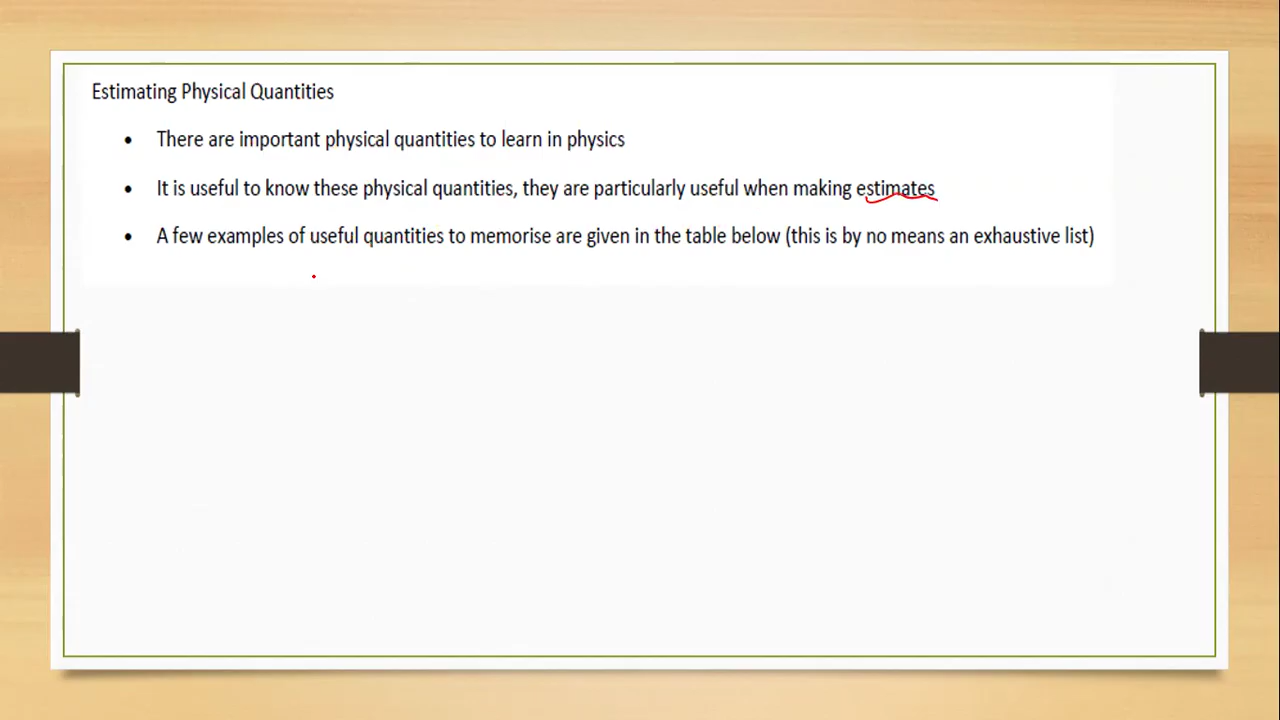 Estimating Physical Quantities
• There are important physical quantities to learn in physics
• It is useful to know these physical quantities, they are particularly useful when making estimates
• A few examples of useful quantities to memorise are given in the table below (this is by no means an exhaustive list)